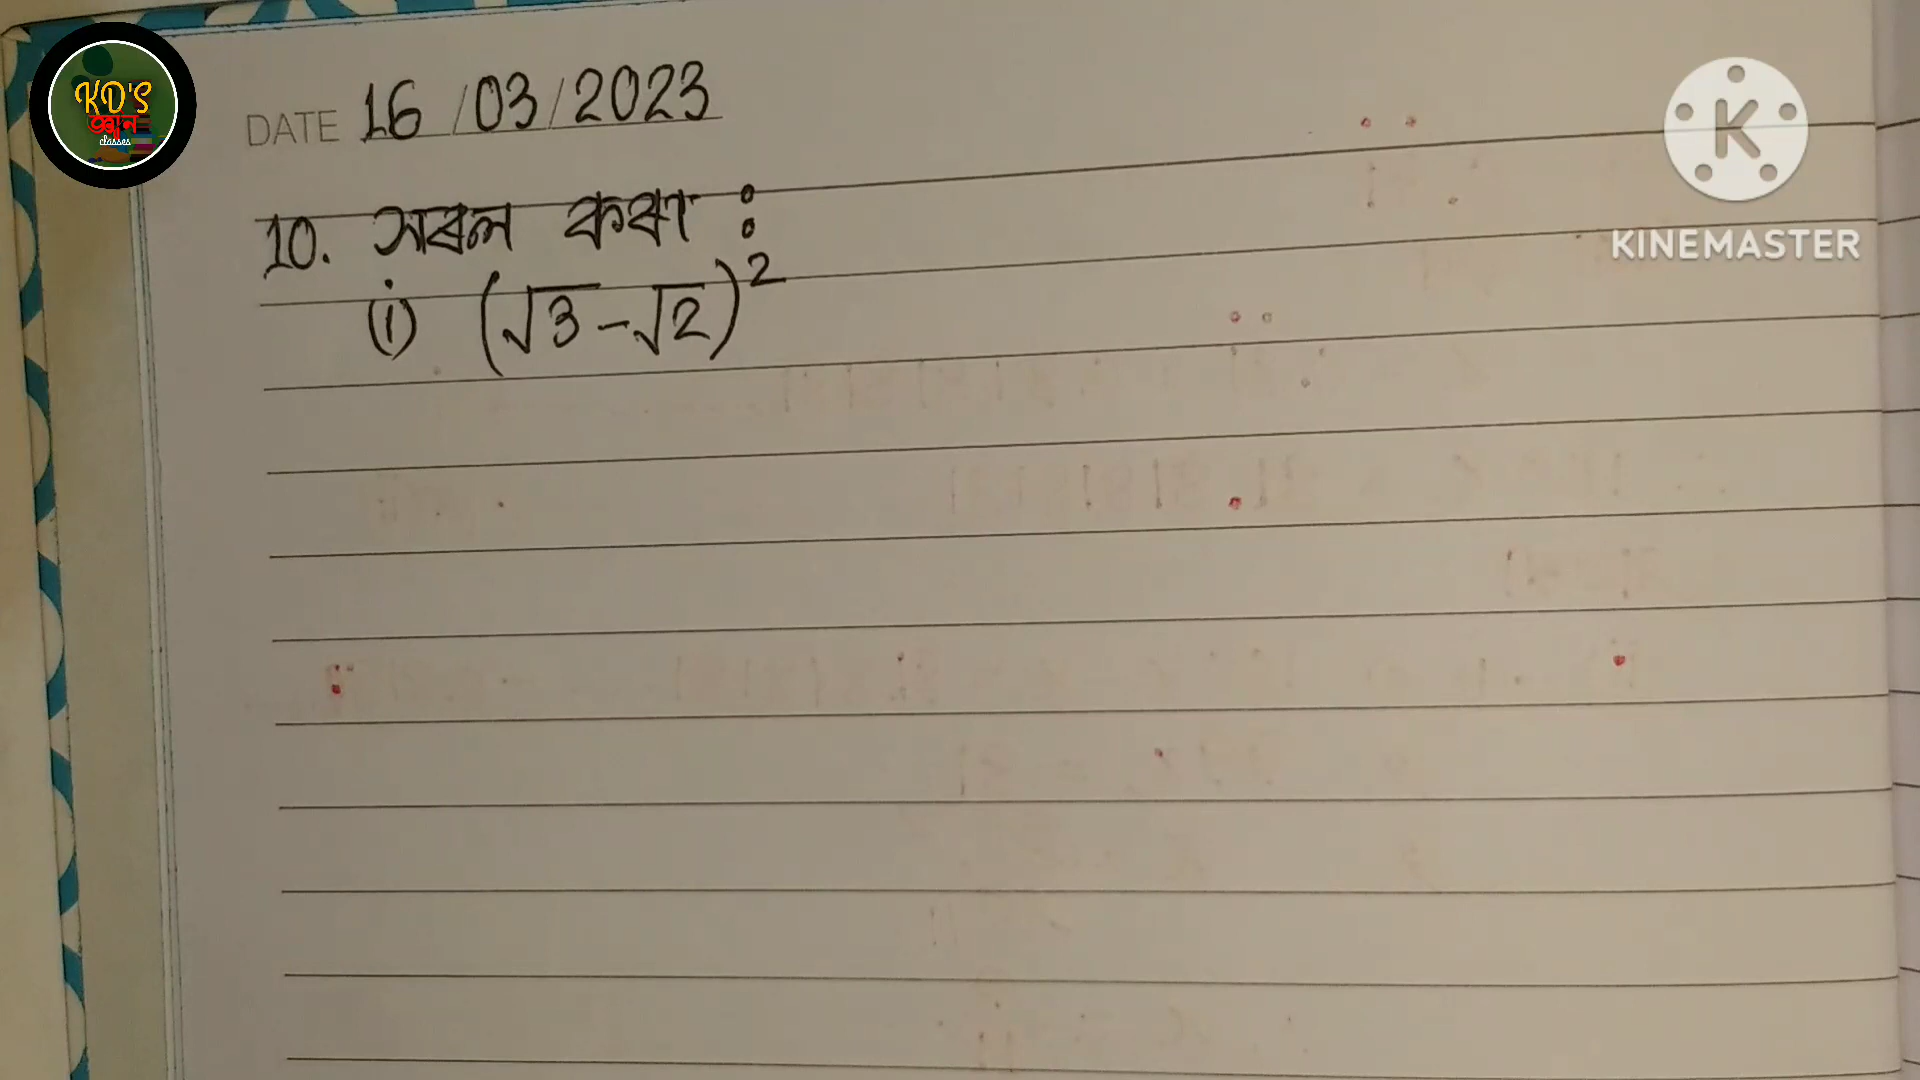 KD'S
জ্ঞান
classes
DATE 16/03/2023
10. সৰল কৰা :
(i) (√3-√2)²
K
KINEMASTER